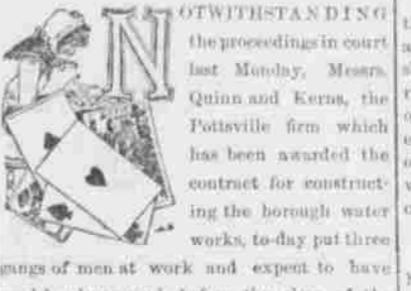 NOTWITHSTANDING
the proceedings in court
last Monday, Messrs.
Quinn and Kerns, the
Pottsville firm which
has been awarded the
contract for construct-
ing the borough water
works, to-day put three
gangs of men at work and expect to have